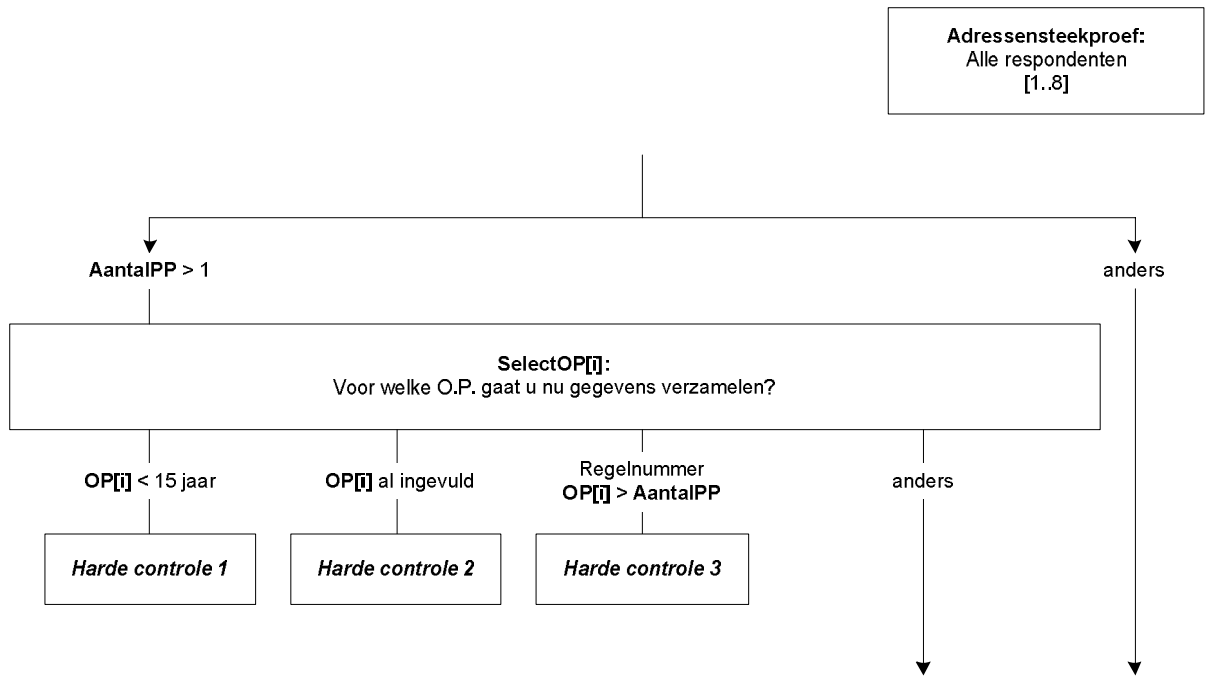 Adressensteekproef:
Alle respondenten
[1..8]
AantalPP > 1
anders
SelectOP[i]:
Voor welke O.P. gaat u nu gegevens verzamelen?
OP[i] < 15 jaar
OP[i] al ingevuld
Regelnummer
OP[i] > AantalPP
anders
Harde controle 1
Harde controle 2
Harde controle 3